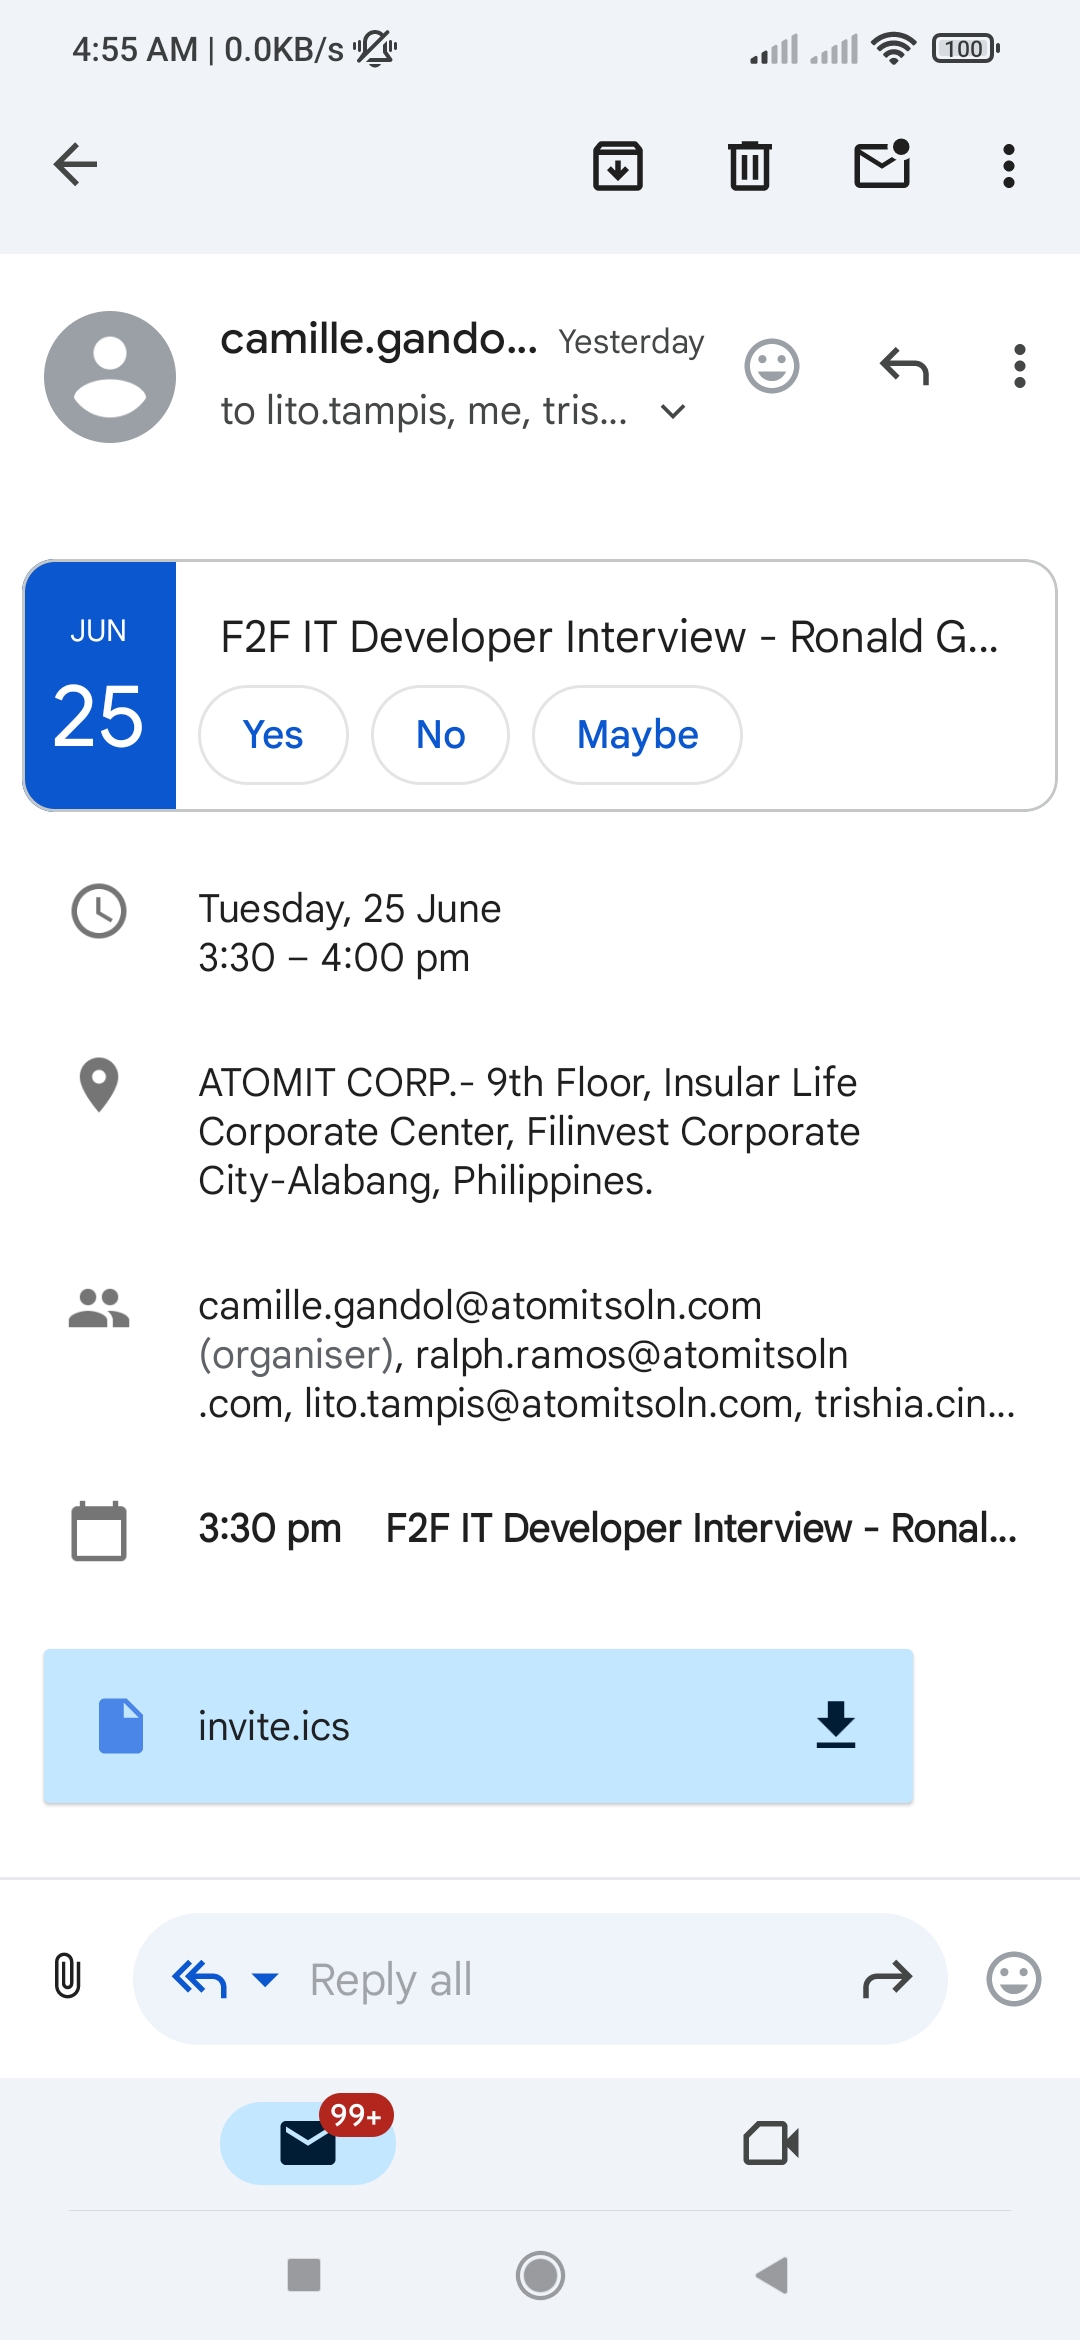 4:55 AM | 0.0KB/s
100
camille.gando... Yesterday
to lito.tampis, me, tris...
JUN
25
F2F IT Developer Interview - Ronald G...
Yes No Maybe
Tuesday, 25 June
3:30 – 4:00 pm
ATOMIT CORP.- 9th Floor, Insular Life
Corporate Center, Filinvest Corporate
City-Alabang, Philippines.
camille.gandol@atomitsoln.com
(organiser), ralph.ramos@atomitsoln
.com, lito.tampis@atomitsoln.com, trishia.cin...
3:30 pm F2F IT Developer Interview - Ronal...
invite.ics
Reply all
99+